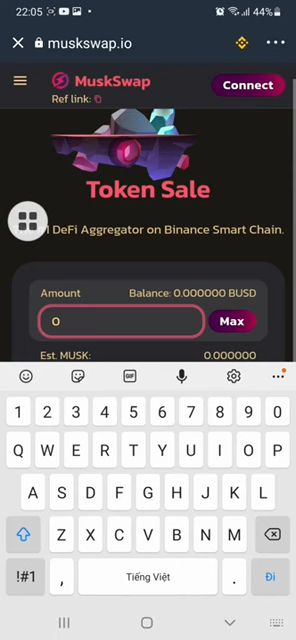 22:05
44%
muskswap.io
MuskSwap
Connect
Ref link:
Token Sale
DeFi Aggregator on Binance Smart Chain.
Amount
Balance: 0.000000 BUSD
0
Max
Est. MUSK:
0.000000
GIF
1 2 3 4 5 6 7 8 9 0
Q W E R T Y U I O P
A S D F G H J K L
Z X C V B N M
!#1 , Tiếng Việt . Đi